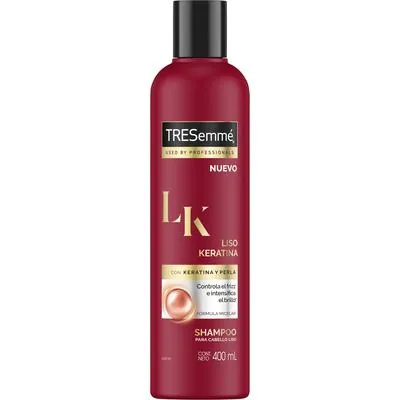 TRESemmé
USED BY PROFESSIONALS
NUEVO
LK
LISO
KERATINA
CON KERATINA Y PERLA
Controla el frizz
e intensifica
el brillo
FÓRMULA MICELAR
SHAMPOO
PARA CABELLO LISO
CONT.
NETO 400 mL